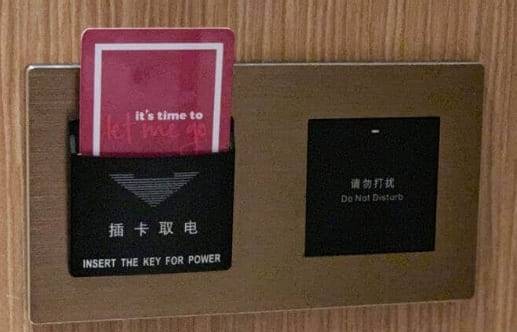 it's time to
let me go
插卡取电
INSERT THE KEY FOR POWER
请勿打扰
Do Not Disturb